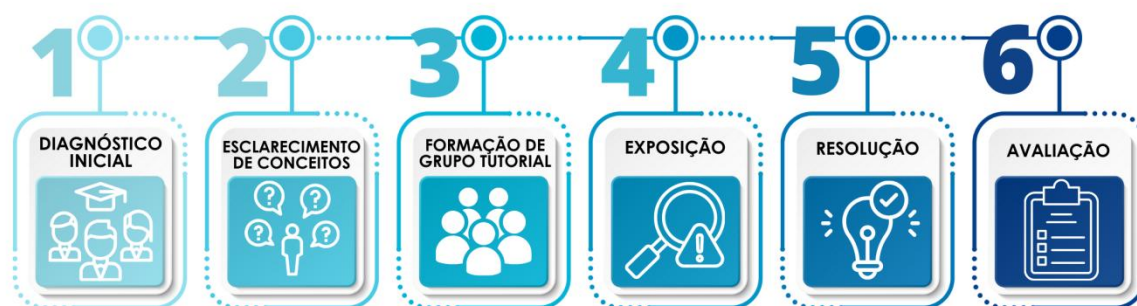 1
2
3
4
5
6
DIAGNÓSTICO
INICIAL
ESCLARECIMENTO
DE CONCEITOS
FORMAÇÃO DE
GRUPO TUTORIAL
EXPOSIÇÃO
RESOLUÇÃO
AVALIAÇÃO